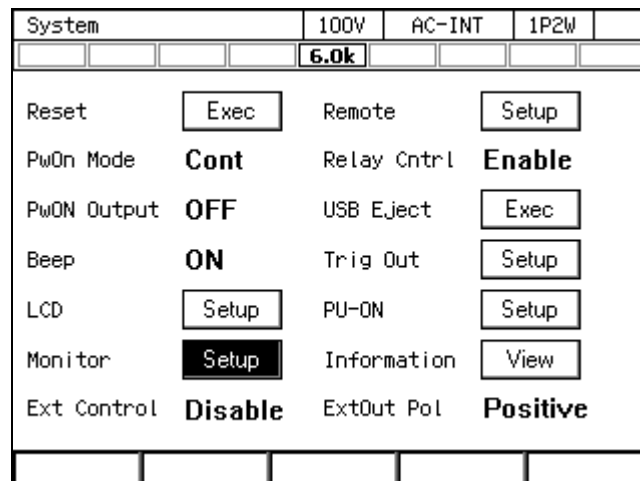 System 100V AC-INT 1P2W
6.0k
Reset Exec Remote Setup
PwOn Mode Cont Relay Cntrl Enable
PwON Output OFF USB Eject Exec
Beep ON Trig Out Setup
LCD Setup PU-ON Setup
Monitor Setup Information View
Ext Control Disable ExtOut Pol Positive